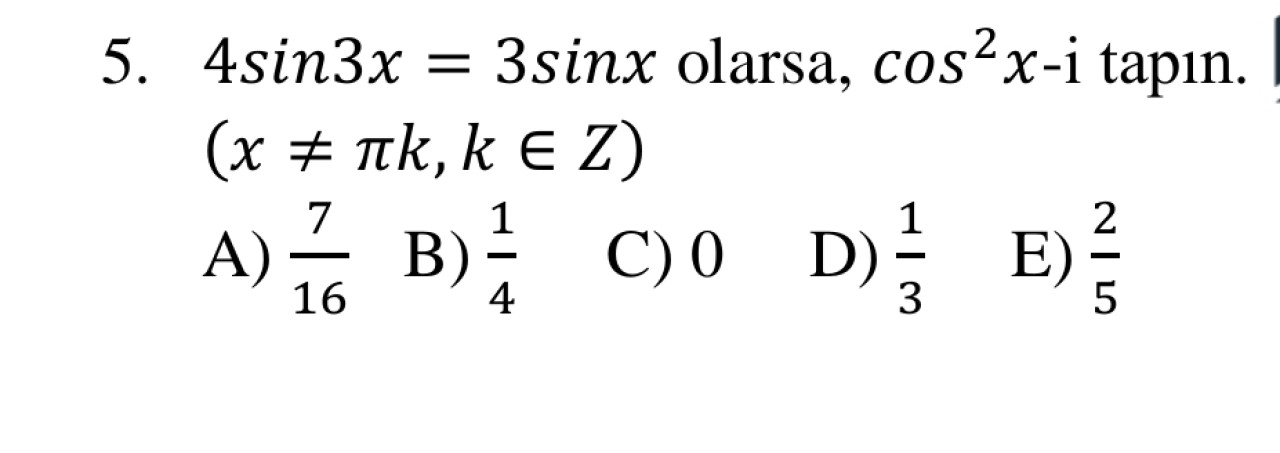 5. 4sin3x = 3sinx olarsa, cos²x-i tapın.
(x ≠ πk, k ∈ Z)
A) 7/16 B) 1/4 C) 0 D) 1/3 E) 2/5